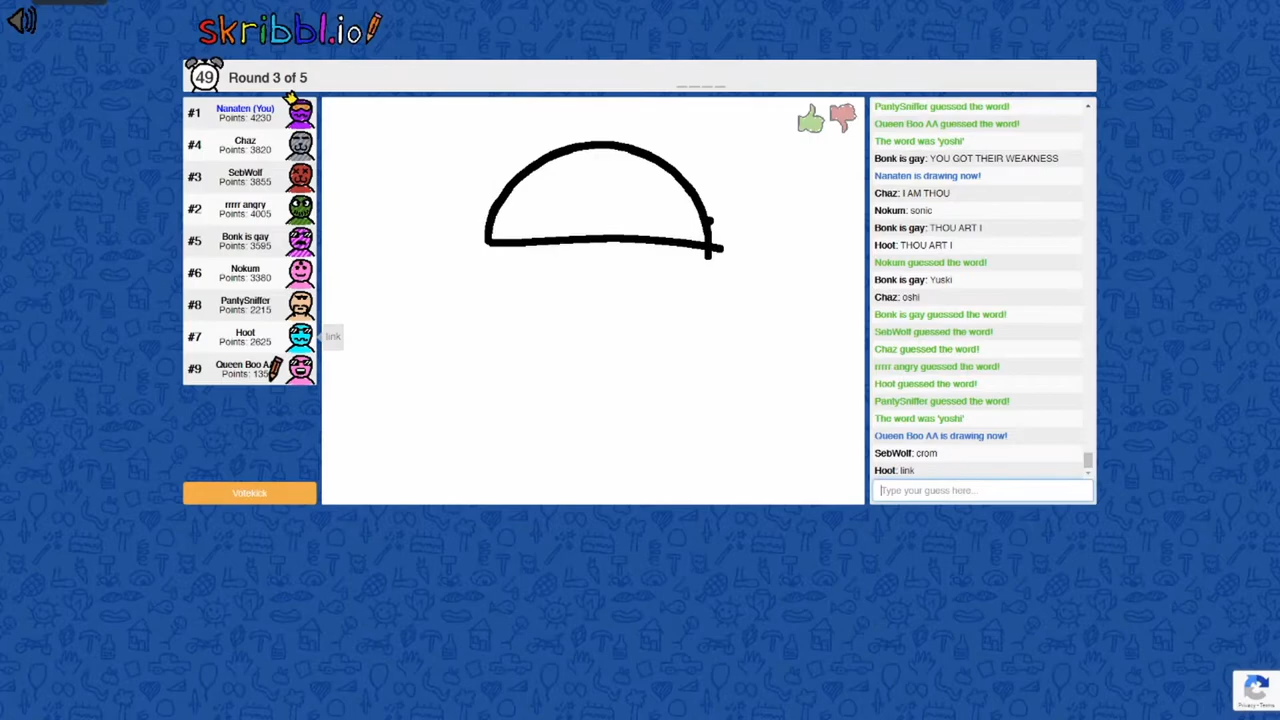 skribbl.io
49
Round 3 of 5
_ _ _ _
#1 Nanaten (You)
Points: 4230
#4 Chaz
Points: 3820
#3 SebWolf
Points: 3855
#2 rrrrr angry
Points: 4005
#5 Bonk is gay
Points: 3595
#6 Nokum
Points: 3380
#8 PantySniffer
Points: 2215
#7 Hoot
Points: 2625
link
#9 Queen Boo AA
Points: 135
Votekick
PantySniffer guessed the word!
Queen Boo AA guessed the word!
The word was 'yoshi'
Bonk is gay: YOU GOT THEIR WEAKNESS
Nanaten is drawing now!
Chaz: I AM THOU
Nokum: sonic
Bonk is gay: THOU ART I
Hoot: THOU ART I
Nokum guessed the word!
Bonk is gay: Yuski
Chaz: oshi
Bonk is gay guessed the word!
SebWolf guessed the word!
Chaz guessed the word!
rrrrr angry guessed the word!
Hoot guessed the word!
PantySniffer guessed the word!
The word was 'yoshi'
Queen Boo AA is drawing now!
SebWolf: crom
Hoot: link
Type your guess here...
Privacy - Terms